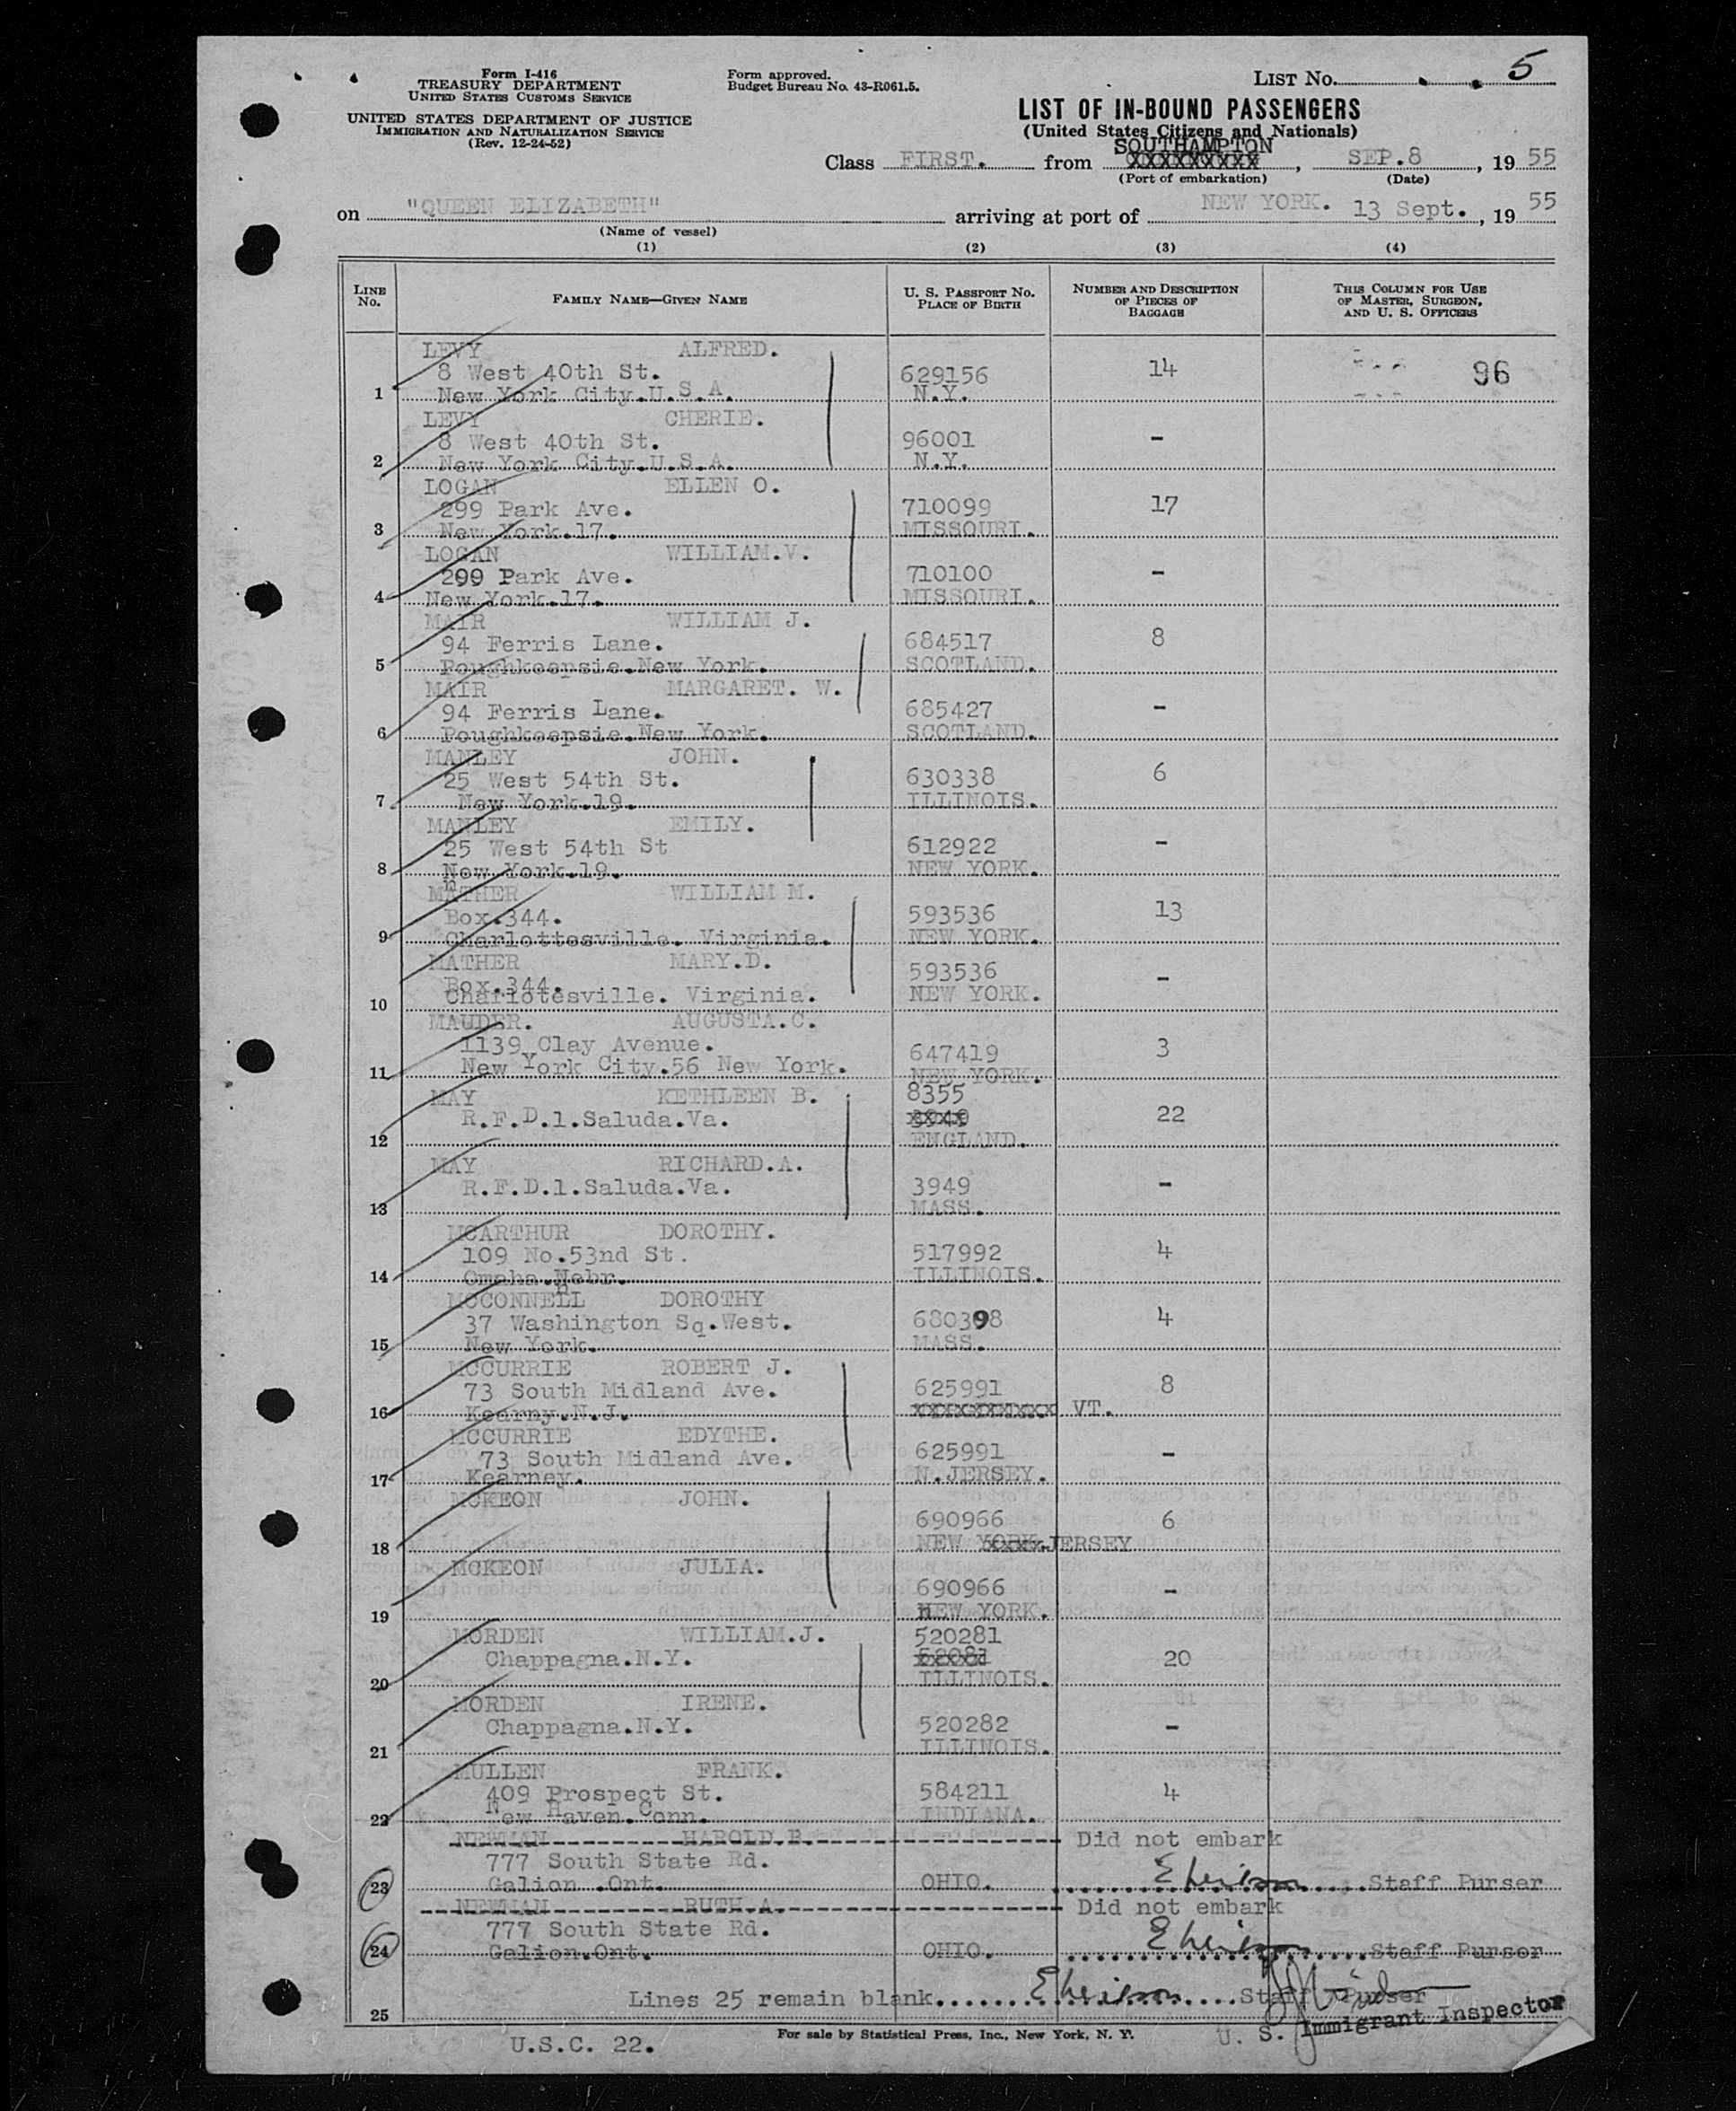 Form I-416
TREASURY DEPARTMENT
UNITED STATES CUSTOMS SERVICE
UNITED STATES DEPARTMENT OF JUSTICE
IMMIGRATION AND NATURALIZATION SERVICE
(Rev. 12-24-52)
Form approved.
Budget Bureau No. 43-R061.5.
LIST No. 5
LIST OF IN-BOUND PASSENGERS
(United States Citizens and Nationals)
SOUTHAMPTON
Class FIRST. from XXXXXXXXX, SEP.8, 19 55
(Port of embarkation) (Date)
on "QUEEN ELIZABETH" arriving at port of NEW YORK. 13 Sept., 19 55
(Name of vessel)
(1) (2) (3) (4)
LINE No. FAMILY NAME—GIVEN NAME U. S. PASSPORT NO. PLACE OF BIRTH NUMBER AND DESCRIPTION OF PIECES OF BAGGAGE THIS COLUMN FOR USE OF MASTER, SURGEON, AND U. S. OFFICERS
LEVY ALFRED.
8 West 40th St. 629156 14 96
1 New York City.U.S.A. N.Y.
LEVY CHERIE.
8 West 40th St. 96001 -
2 New York City.U.S.A. N.Y.
LOGAN ELLEN O.
299 Park Ave. 710099 17
3 New York.17. MISSOURI.
LOGAN WILLIAM.V.
299 Park Ave. 710100 -
4 New York.17. MISSOURI.
MAIR WILLIAM J.
94 Ferris Lane. 684517 8
5 Poughkeepsie.New York. SCOTLAND.
MAIR MARGARET. W.
94 Ferris Lane. 685427 -
6 Poughkeepsie.New York. SCOTLAND.
MANLEY JOHN.
25 West 54th St. 630338 6
7 New York.19. ILLINOIS.
MANLEY EMILY.
25 West 54th St 612922 -
8 New York.19. NEW YORK.
MATHER WILLIAM M.
Box.344. 593536 13
9 Charlottesville. Virginia. NEW YORK.
MATHER MARY.D.
Box.344. 593536 -
10 Charlotesville. Virginia. NEW YORK.
MAUDER. AUGUSTA.C.
1139 Clay Avenue. 647419 3
11 New York City.56 New York. NEW YORK.
MAY KETHLEEN B. 8355
R.F.D.1.Saluda.Va. 3949 22
12 ENGLAND.
MAY RICHARD.A.
R.F.D.1.Saluda.Va. 3949 -
13 MASS.
MCARTHUR DOROTHY.
109 No.53nd St. 517992 4
14 Omaha.Nebr. ILLINOIS.
MCCONNELL DOROTHY
37 Washington Sq.West. 680398 4
15 New York. MASS.
MCCURRIE ROBERT J.
73 South Midland Ave. 625991 8
16 Kearny.N.J. XXXXXXXXXXX VT.
MCCURRIE EDYTHE.
73 South Midland Ave. 625991 -
17 Kearney. N.JERSEY.
MCKEON JOHN.
690966 6
18 NEW YORK.JERSEY
MCKEON JULIA.
690966 -
19 NEW YORK.
MORDEN WILLIAM.J. 520281
Chappagna.N.Y. 52081 20
20 ILLINOIS.
MORDEN IRENE.
Chappagna.N.Y. 520282 -
21 ILLINOIS.
MULLEN FRANK.
409 Prospect St. 584211 4
22 New Haven.Conn. INDIANA.
NEWMAN HAROLD.E. Did not embark
777 South State Rd.
23 Galion .Ont. OHIO. Staff Purser
NEWMAN RUTH.A. Did not embark
777 South State Rd.
24 Galion.Ont. OHIO. Staff Purser
25 Lines 25 remain blank. Staff Purser
U.S.C. 22.
For sale by Statistical Press, Inc., New York, N. Y.
U. S. Immigrant Inspector